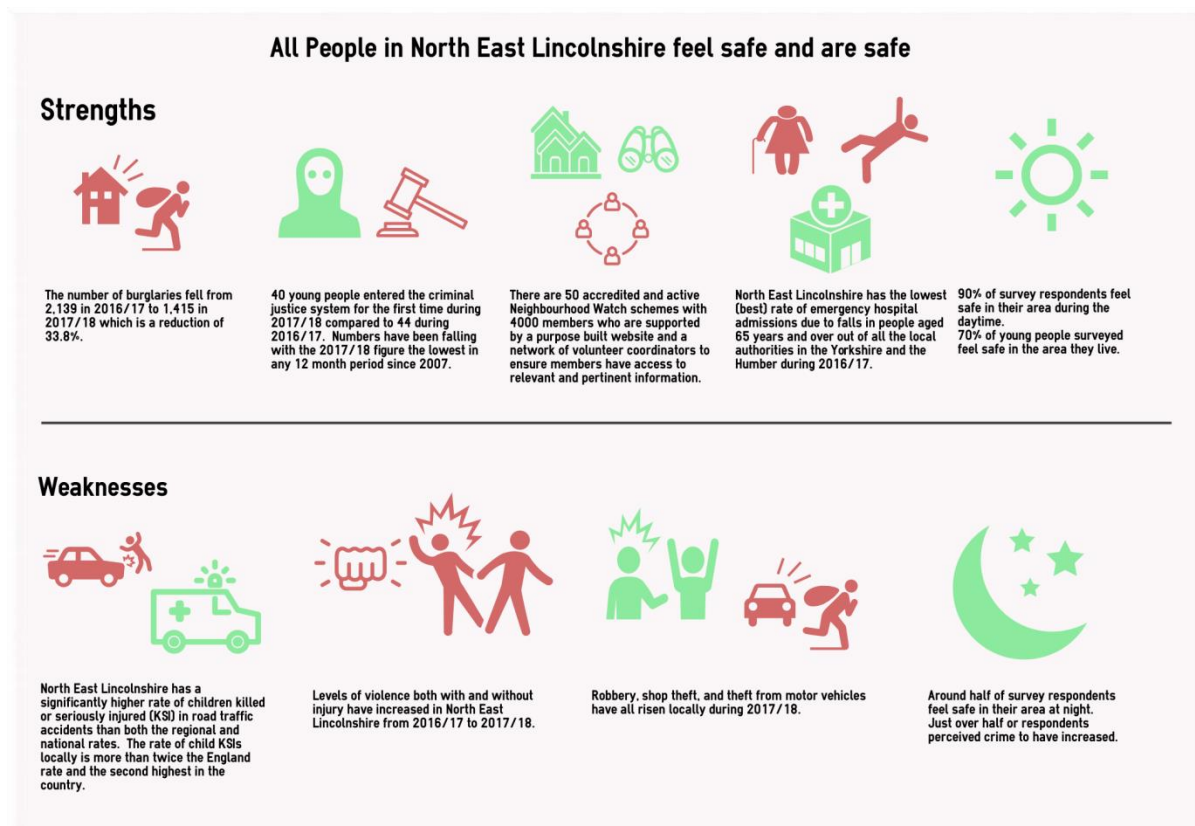 All People in North East Lincolnshire feel safe and are safe
Strengths
The number of burglaries fell from
2,139 in 2016/17 to 1,415 in
2017/18 which is a reduction of
33.8%.
40 young people entered the criminal
justice system for the first time during
2017/18 compared to 44 during
2016/17. Numbers have been falling
with the 2017/18 figure the lowest in
any 12 month period since 2007.
There are 50 accredited and active
Neighbourhood Watch schemes with
4000 members who are supported
by a purpose built website and a
network of volunteer coordinators to
ensure members have access to
relevant and pertinent information.
North East Lincolnshire has the lowest
(best) rate of emergency hospital
admissions due to falls in people aged
65 years and over out of all the local
authorities in the Yorkshire and the
Humber during 2016/17.
90% of survey respondents feel
safe in their area during the
daytime.
70% of young people surveyed
feel safe in the area they live.
Weaknesses
North East Lincolnshire has a
significantly higher rate of children killed
or seriously injured (KSI) in road traffic
accidents than both the regional and
national rates. The rate of child KSIs
locally is more than twice the England
rate and the second highest in the
country.
Levels of violence both with and without
injury have increased in North East
Lincolnshire from 2016/17 to 2017/18.
Robbery, shop theft, and theft from motor vehicles
have all risen locally during 2017/18.
Around half of survey respondents
feel safe in their area at night.
Just over half or respondents
perceived crime to have increased.